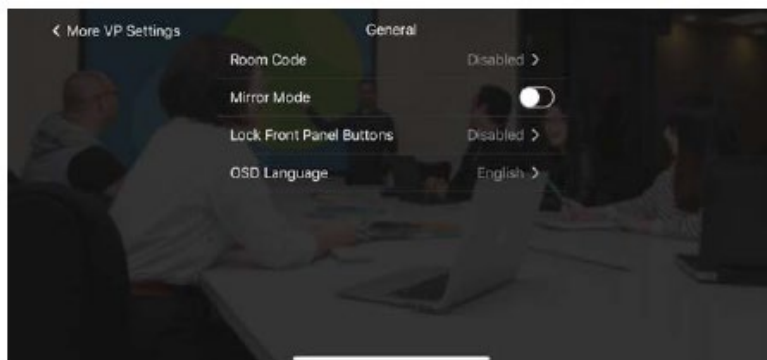 < More VP Settings General
Room Code Disabled >
Mirror Mode
Lock Front Panel Buttons Disabled >
OSD Language English >